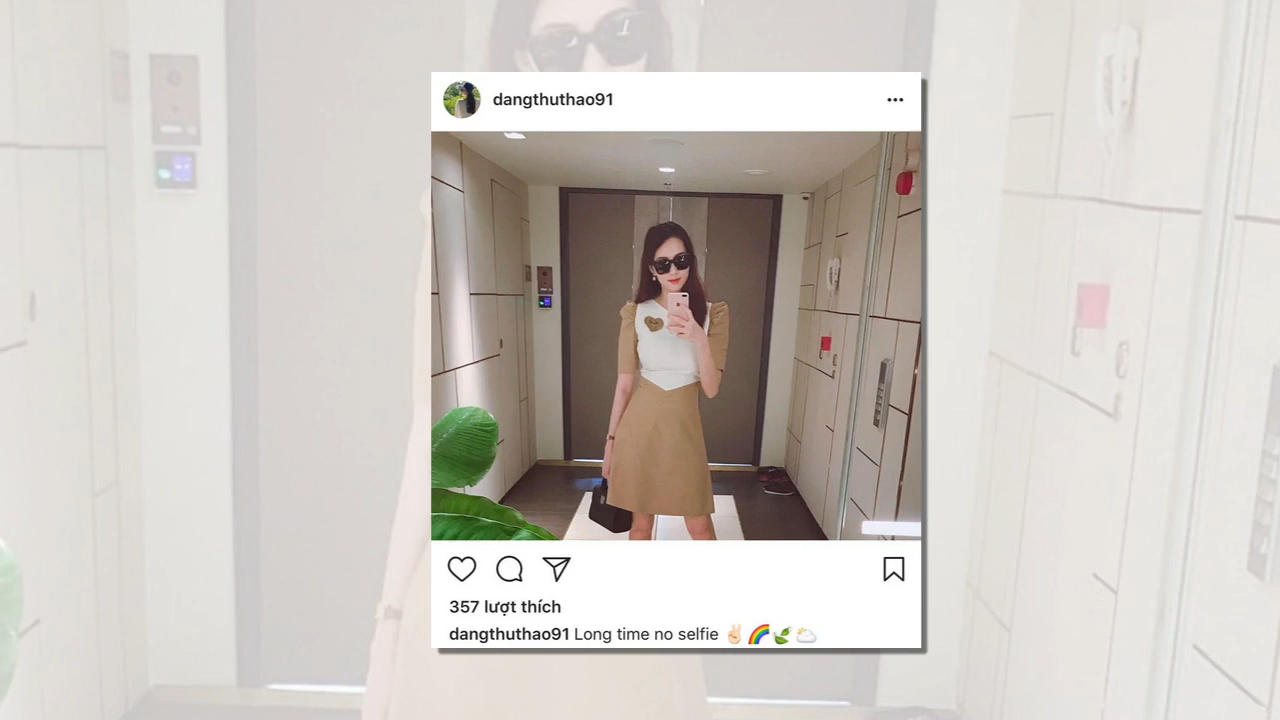 dangthuthao91
357 lượt thích
dangthuthao91 Long time no selfie ✌🏻🌈🍃🌥